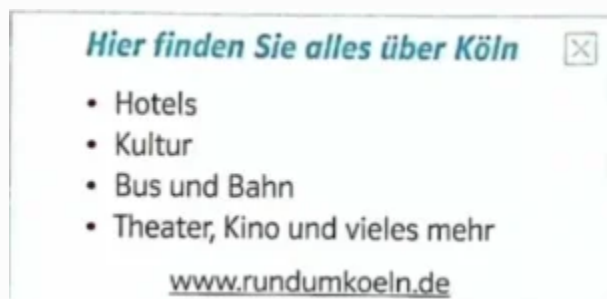 Hier finden Sie alles über Köln
• Hotels
• Kultur
• Bus und Bahn
• Theater, Kino und vieles mehr
www.rundumkoeln.de